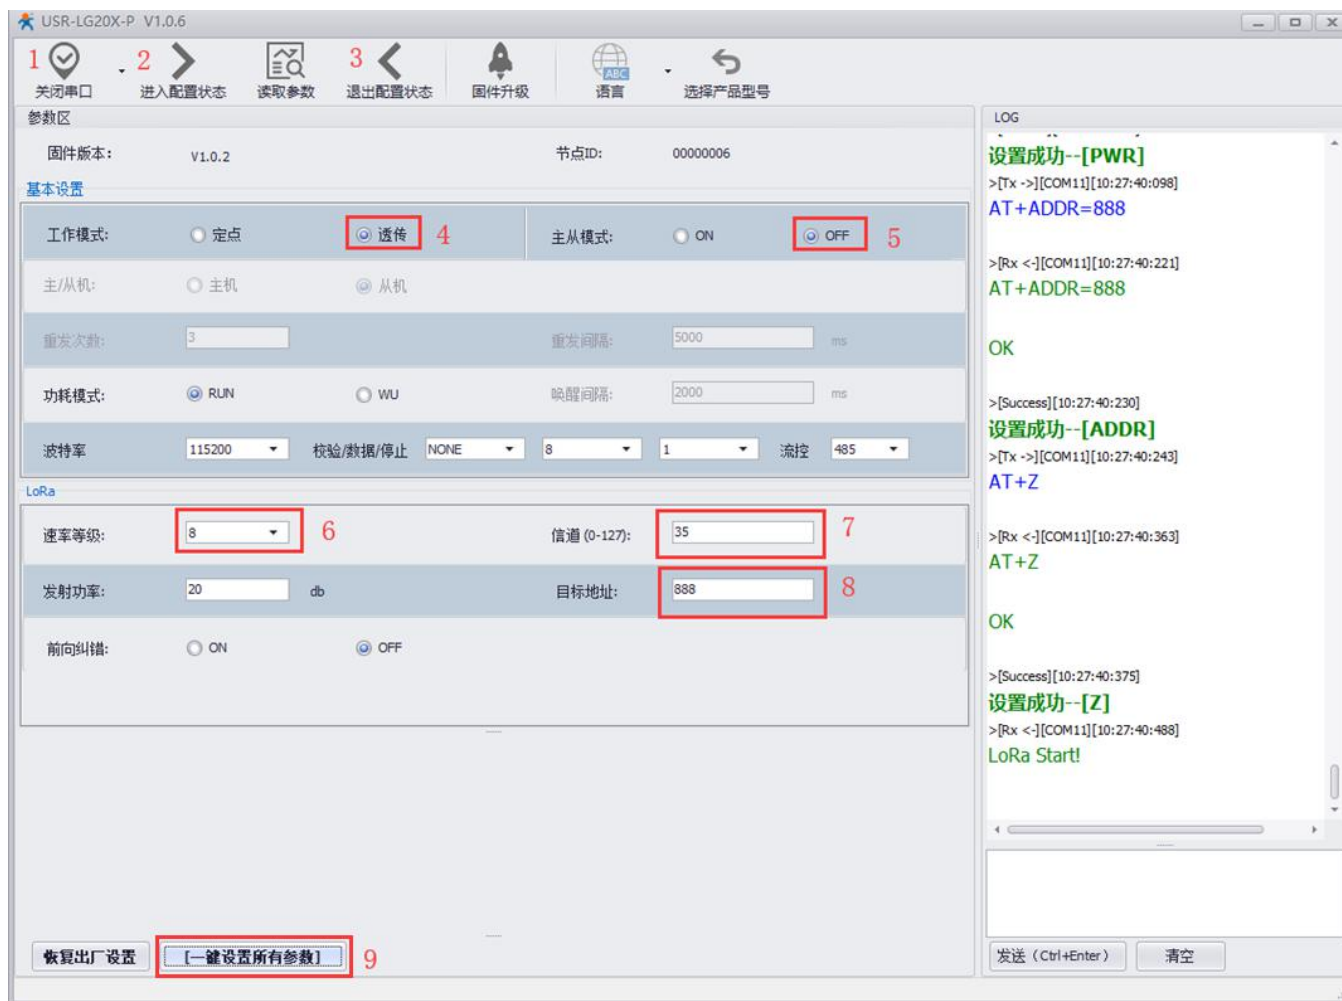 USR-LG20X-P V1.0.6
1 2 3
关闭串口 进入配置状态 读取参数 退出配置状态 固件升级 ABC 语言 选择产品型号
参数区
固件版本: V1.0.2 节点ID: 00000006
基本设置
工作模式: 定点 透传 4 主从模式: ON OFF 5
主/从机: 主机 从机
重发次数: 3 重发间隔: 5000 ms
功耗模式: RUN WU 唤醒间隔: 2000 ms
波特率 115200 校验/数据/停止 NONE 8 1 流控 485
LoRa
速率等级: 8 6 信道(0-127): 35 7
发射功率: 20 db 目标地址: 888 8
前向纠错: ON OFF
恢复出厂设置 [一键设置所有参数] 9
LOG
设置成功--[PWR]
>[Tx ->][COM11][10:27:40:098]
AT+ADDR=888
>[Rx <-][COM11][10:27:40:221]
AT+ADDR=888
OK
>[Success][10:27:40:230]
设置成功--[ADDR]
>[Tx ->][COM11][10:27:40:243]
AT+Z
>[Rx <-][COM11][10:27:40:363]
AT+Z
OK
>[Success][10:27:40:375]
设置成功--[Z]
>[Rx <-][COM11][10:27:40:488]
LoRa Start!
发送（Ctrl+Enter） 清空